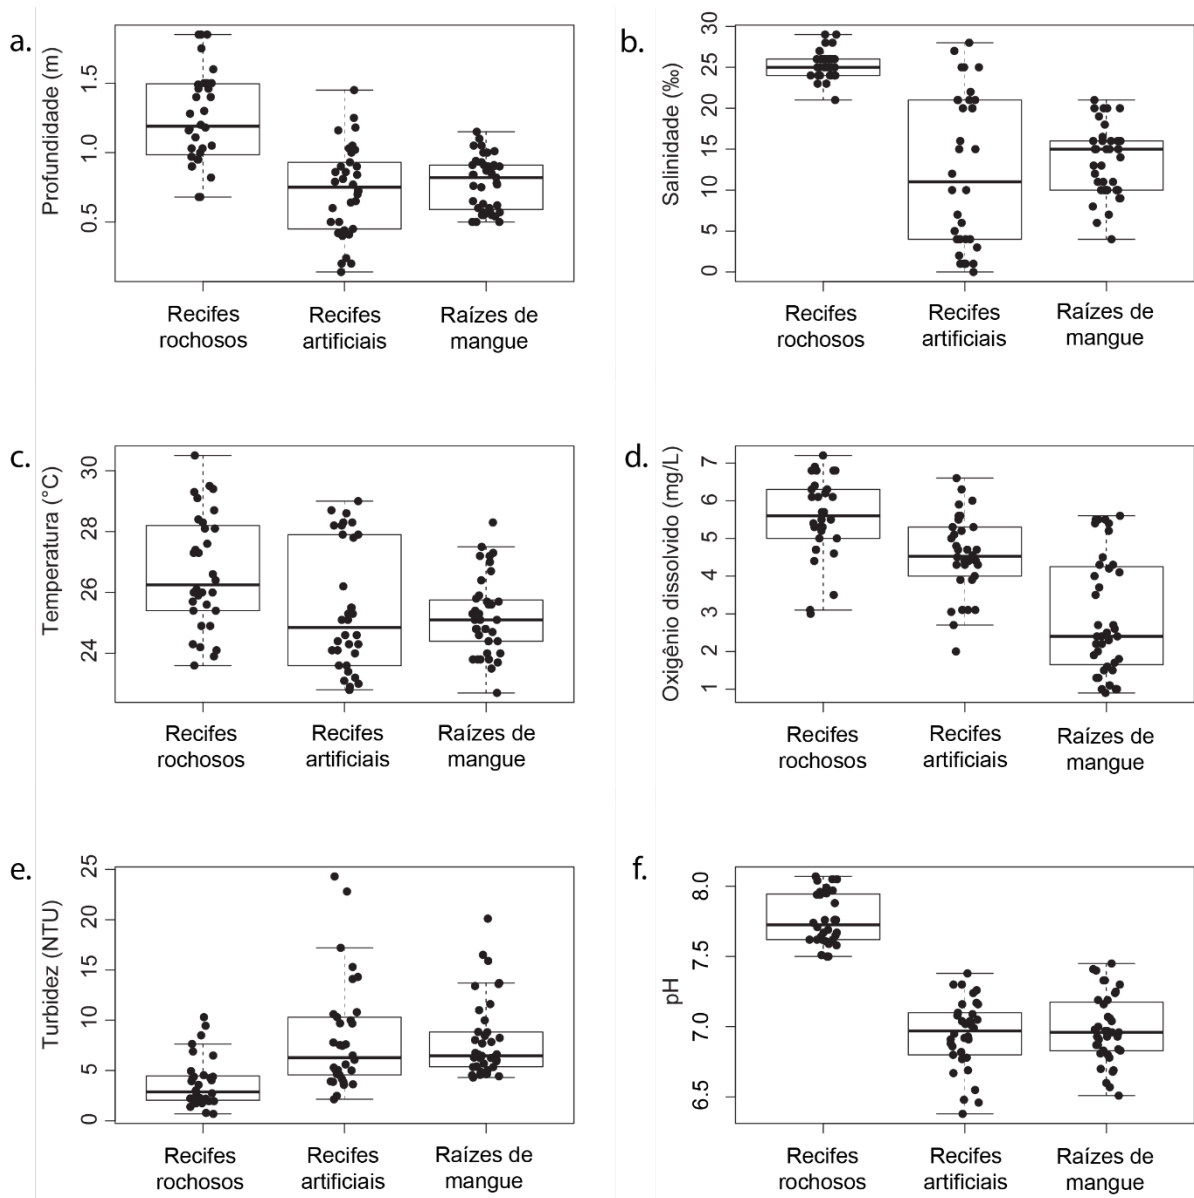 a.
Profundidade (m)
1.5
1.0
0.5
Recifes rochosos
Recifes artificiais
Raízes de mangue
b.
Salinidade (‰)
30
25
20
15
10
5
0
Recifes rochosos
Recifes artificiais
Raízes de mangue
c.
Temperatura (°C)
30
28
26
24
Recifes rochosos
Recifes artificiais
Raízes de mangue
d.
Oxigênio dissolvido (mg/L)
7
6
5
4
3
2
1
Recifes rochosos
Recifes artificiais
Raízes de mangue
e.
Turbidez (NTU)
25
20
15
10
5
0
Recifes rochosos
Recifes artificiais
Raízes de mangue
f.
pH
8.0
7.5
7.0
6.5
Recifes rochosos
Recifes artificiais
Raízes de mangue